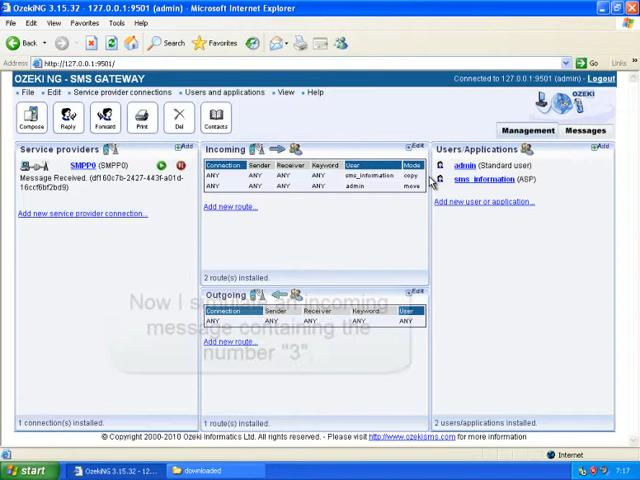 OzekiNG 3.15.32 - 127.0.0.1:9501 (admin) - Microsoft Internet Explorer
File Edit View Favorites Tools Help
Back Search Favorites
Address http://127.0.0.1:9501/ Go Links »
OZEKI NG - SMS GATEWAY
Connected to 127.0.0.1:9501 (admin) - Logout
File Edit Service provider connections Users and applications View Help
OZEKI
Compose Reply Forward Print Del Contacts
Management Messages
Service providers Add
SMPP0 (SMPP0)
Message Received. (df160c7b-2427-443f-a01d-
16ccf6bf2bd9)
Add new service provider connection...
1 connection(s) installed.
Incoming Edit
Connection Sender Receiver Keyword User Mode
ANY ANY ANY ANY sms_information copy
ANY ANY ANY ANY admin move
Add new route...
2 route(s) installed.
Outgoing Edit
Connection Sender Receiver Keyword User
ANY ANY ANY ANY ANY
Add new route...
1 route(s) installed.
Users/Applications Add
admin (Standard user)
sms_information (ASP)
Add new user or application...
2 users/applications installed.
Now I simulate an incoming
message containing the
number "3".
© Copyright 2000-2010 Ozeki Informatics Ltd. All rights reserved. - Please visit http://www.ozekisms.com for more information
Internet
start OzekiNG 3.15.32 - 12... downloaded 7:17